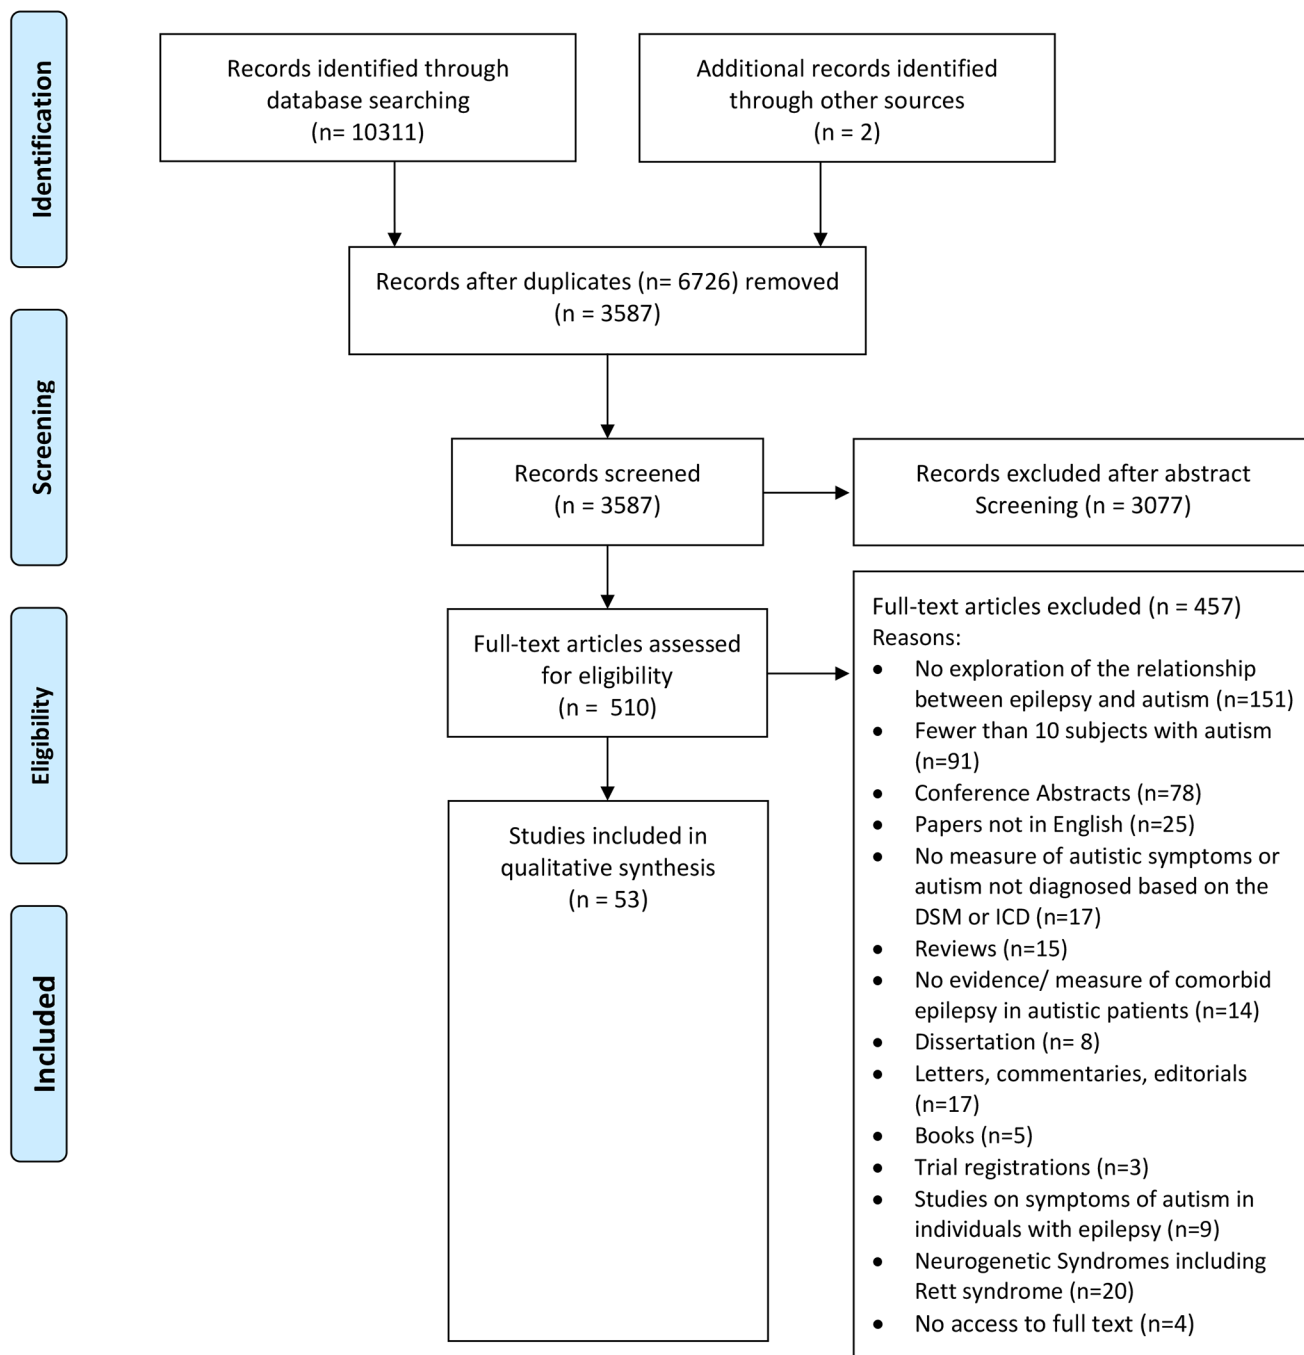 Identification
Records identified through
database searching
(n= 10311)
Additional records identified
through other sources
(n = 2)
Records after duplicates (n= 6726) removed
(n = 3587)
Screening
Records screened
(n = 3587)
Records excluded after abstract
Screening (n = 3077)
Eligibility
Full-text articles assessed
for eligibility
(n =  510)
Full-text articles excluded (n = 457)
Reasons:
• No exploration of the relationship
between epilepsy and autism (n=151)
• Fewer than 10 subjects with autism
(n=91)
• Conference Abstracts (n=78)
• Papers not in English (n=25)
• No measure of autistic symptoms or
autism not diagnosed based on the
DSM or ICD (n=17)
• Reviews (n=15)
• No evidence/ measure of comorbid
epilepsy in autistic patients (n=14)
• Dissertation (n= 8)
• Letters, commentaries, editorials
(n=17)
• Books (n=5)
• Trial registrations (n=3)
• Studies on symptoms of autism in
individuals with epilepsy (n=9)
• Neurogenetic Syndromes including
Rett syndrome (n=20)
• No access to full text (n=4)
Included
Studies included in
qualitative synthesis
(n = 53)